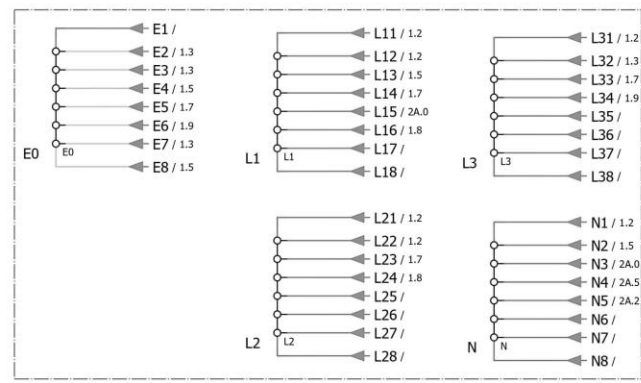 E1 /
E2 / 1.3
E3 / 1.3
E4 / 1.5
E5 / 1.7
E6 / 1.9
E7 / 1.3
E0
E0
E8 / 1.5
L11 / 1.2
L12 / 1.2
L13 / 1.5
L14 / 1.7
L15 / 2A.0
L16 / 1.8
L17 /
L1
L1
L18 /
L31 / 1.2
L32 / 1.3
L33 / 1.7
L34 / 1.9
L35 /
L36 /
L37 /
L3
L3
L38 /
L21 / 1.2
L22 / 1.2
L23 / 1.7
L24 / 1.8
L25 /
L26 /
L27 /
L2
L2
L28 /
N1 / 1.2
N2 / 1.5
N3 / 2A.0
N4 / 2A.5
N5 / 2A.2
N6 /
N7 /
N
N
N8 /